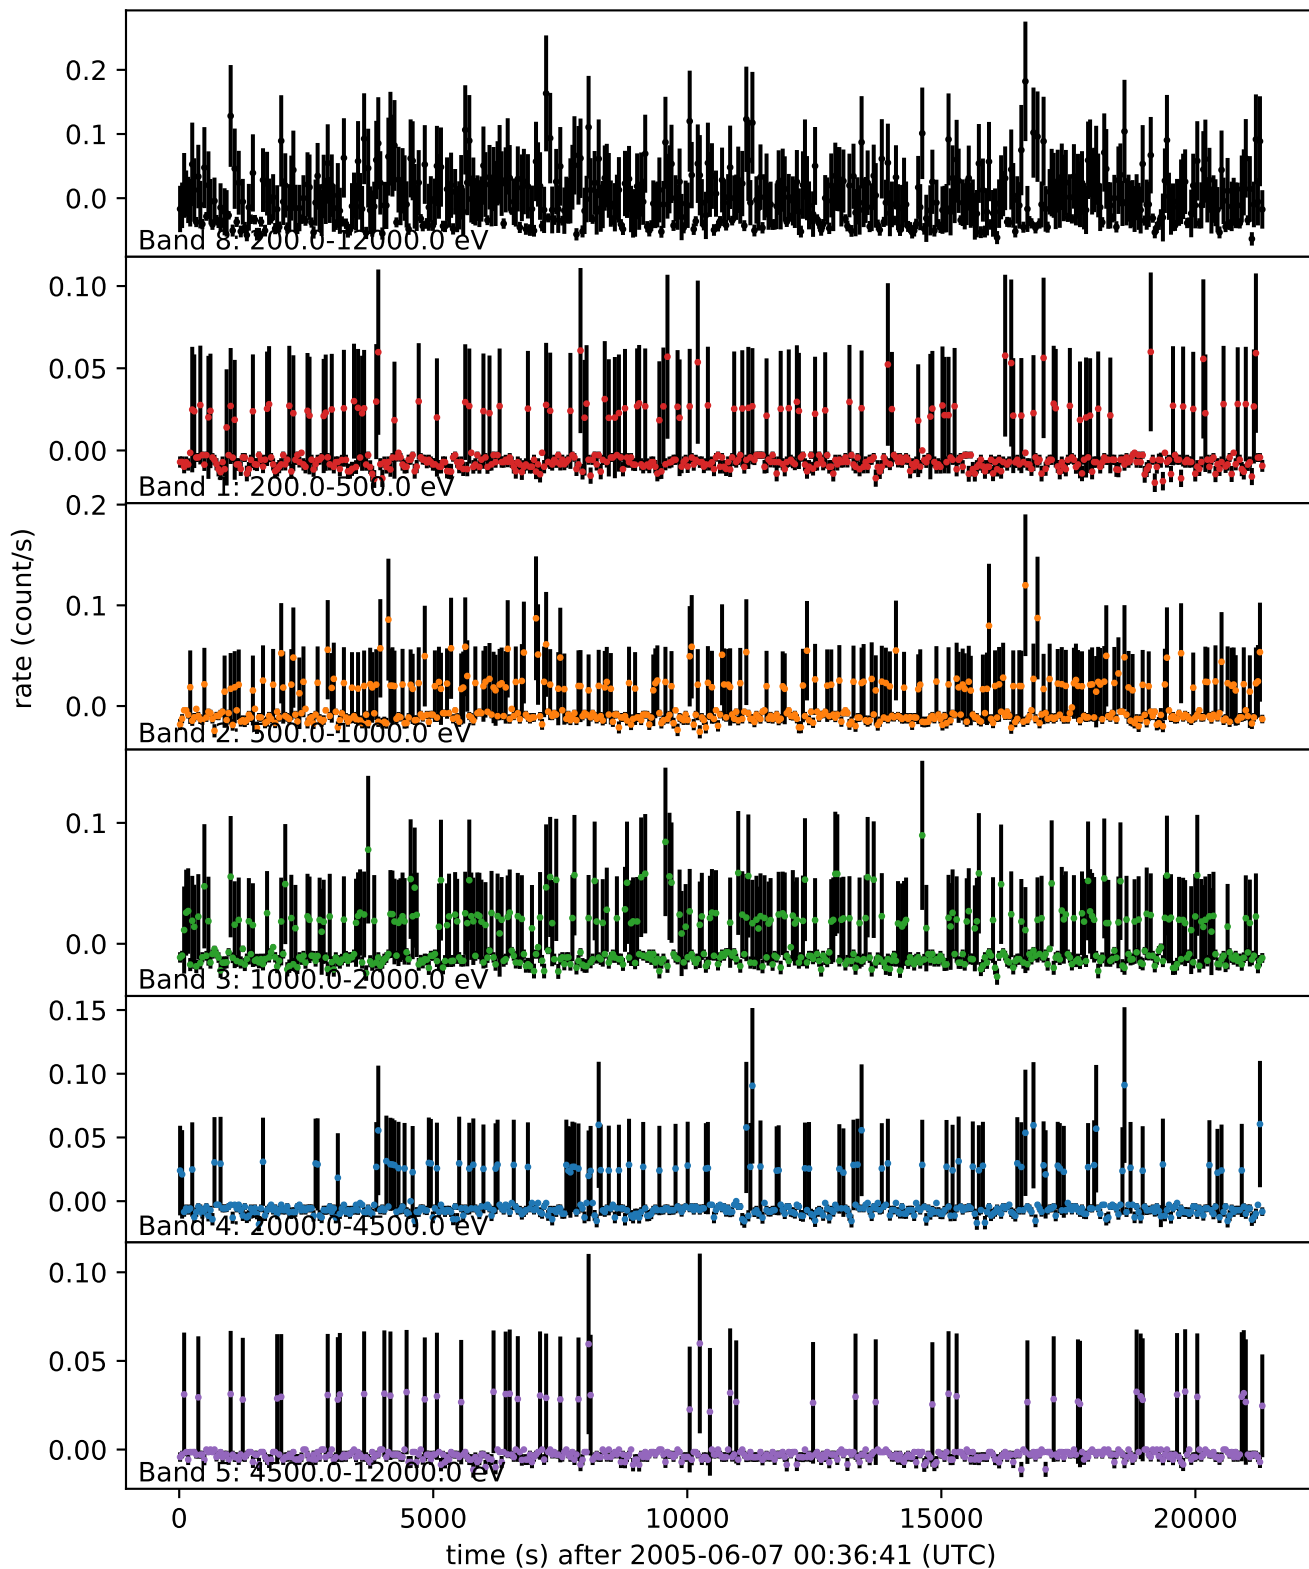 0.2
0.1
0.0
Band 8: 200.0-12000.0 eV
0.10
0.05
0.00
Band 1: 200.0-500.0 eV
0.2
0.1
0.0
Band 2: 500.0-1000.0 eV
rate (count/s)
0.1
0.0
Band 3: 1000.0-2000.0 eV
0.15
0.10
0.05
0.00
Band 4: 2000.0-4500.0 eV
0.10
0.05
0.00
Band 5: 4500.0-12000.0 eV
0 5000 10000 15000 20000
time (s) after 2005-06-07 00:36:41 (UTC)